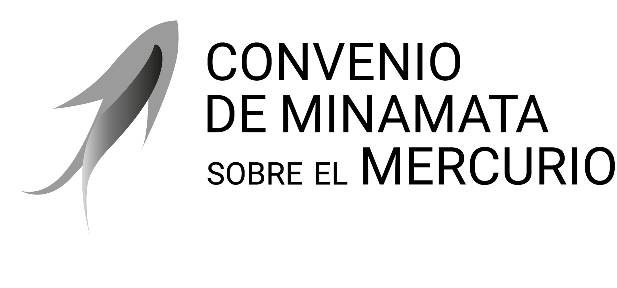 CONVENIO
DE MINAMATA
SOBRE EL MERCURIO